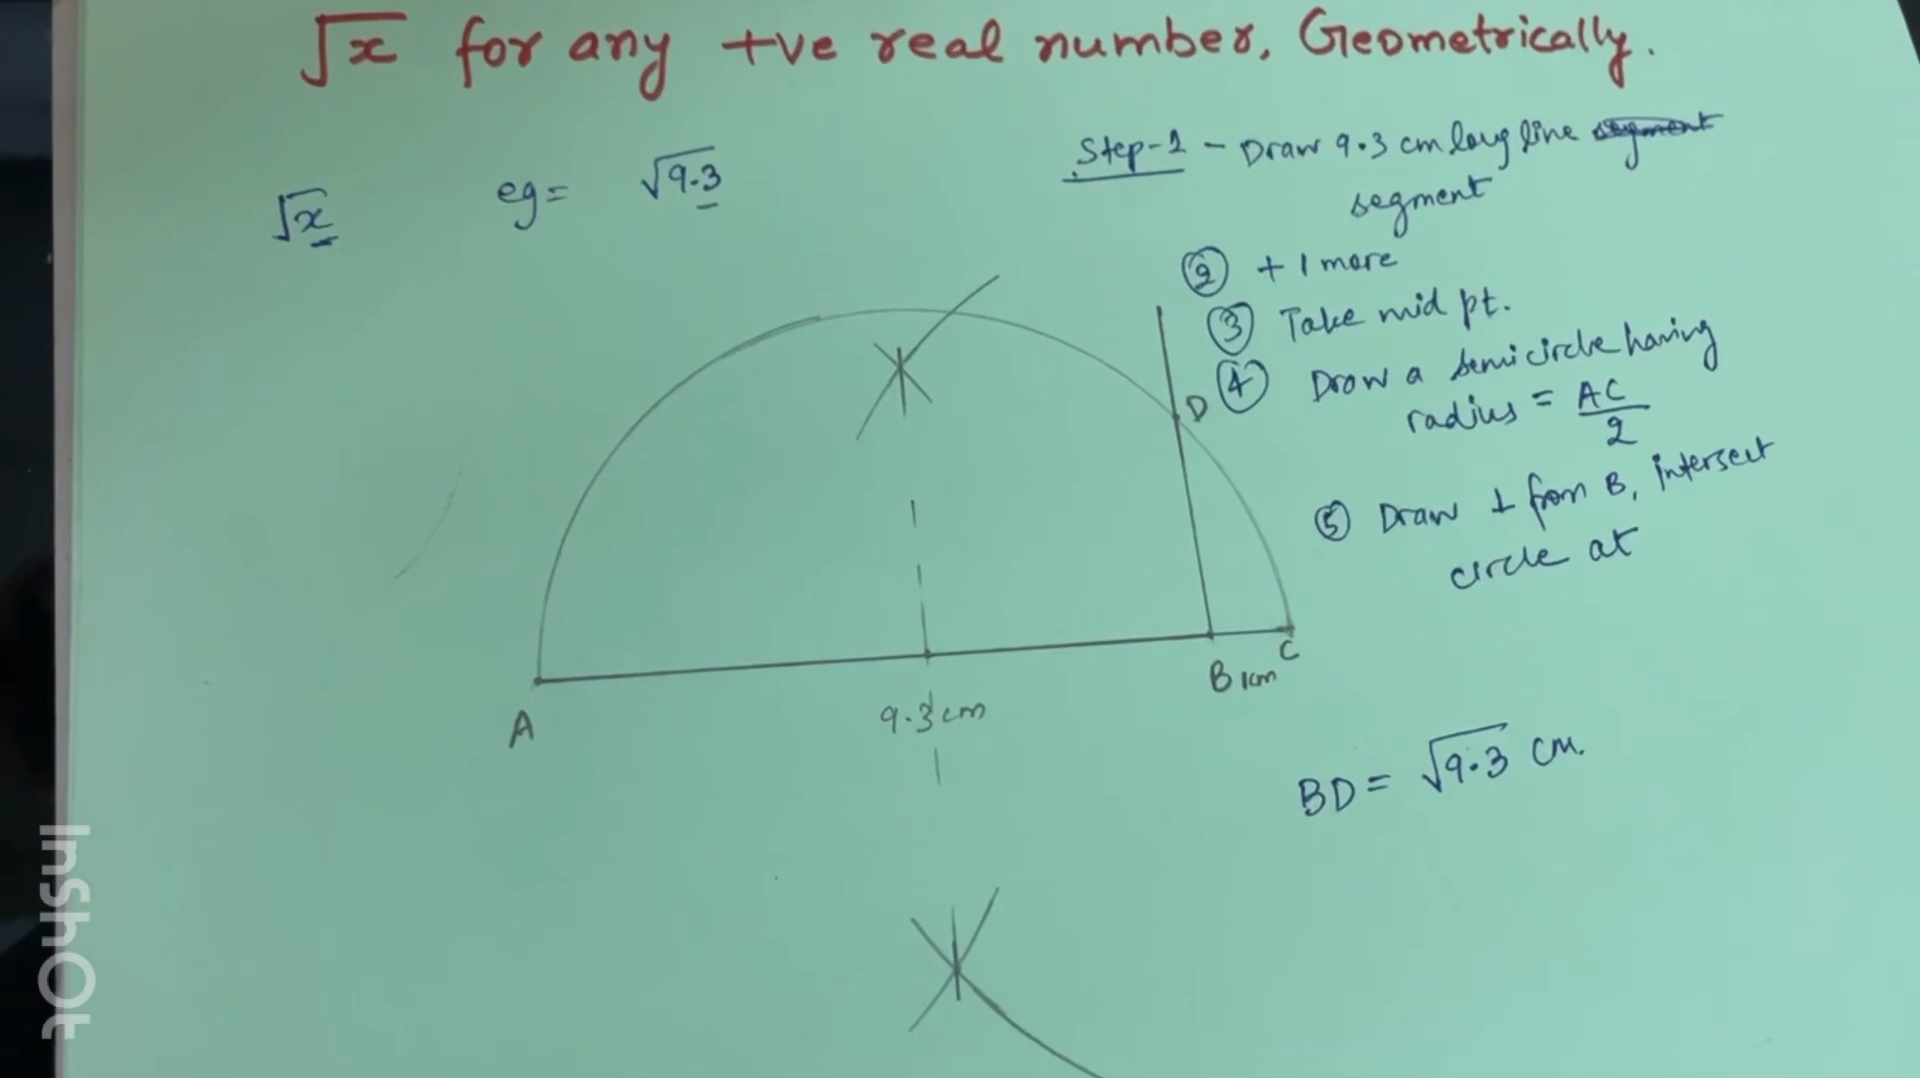 √x for any +ve real number. Geometrically.
√x eg= √9.3
Step-1 - Draw 9.3 cm long line segment
segment
② + 1 more
③ Take mid pt.
④ Draw a semicircle having
radius = AC/2
⑤ Draw ⊥ from B, intersect
circle at
D
A
9.3cm
B 1cm
C
BD = √9.3 cm.
InShOt